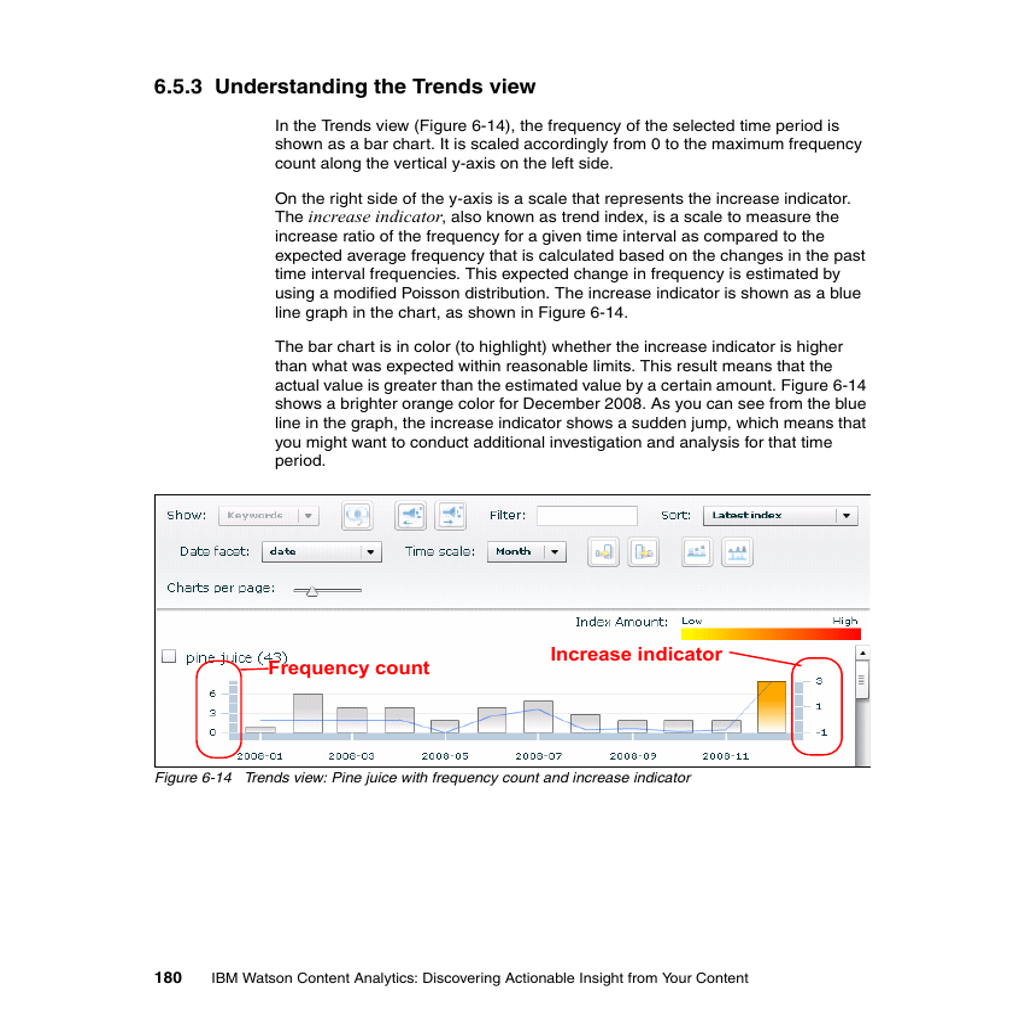 6.5.3 Understanding the Trends view
In the Trends view (Figure 6-14), the frequency of the selected time period is
shown as a bar chart. It is scaled accordingly from 0 to the maximum frequency
count along the vertical y-axis on the left side.
On the right side of the y-axis is a scale that represents the increase indicator.
The increase indicator, also known as trend index, is a scale to measure the
increase ratio of the frequency for a given time interval as compared to the
expected average frequency that is calculated based on the changes in the past
time interval frequencies. This expected change in frequency is estimated by
using a modified Poisson distribution. The increase indicator is shown as a blue
line graph in the chart, as shown in Figure 6-14.
The bar chart is in color (to highlight) whether the increase indicator is higher
than what was expected within reasonable limits. This result means that the
actual value is greater than the estimated value by a certain amount. Figure 6-14
shows a brighter orange color for December 2008. As you can see from the blue
line in the graph, the increase indicator shows a sudden jump, which means that
you might want to conduct additional investigation and analysis for that time
period.
Show: Keywords Filter: Sort: Latest index
Date facet: date Time scale: Month
Charts per page:
Index Amount: Low High
pine juice (43)
Increase indicator
Frequency count
6 3
3 1
0 -1
2008-01 2008-03 2008-05 2008-07 2008-09 2008-11
Figure 6-14 Trends view: Pine juice with frequency count and increase indicator
180 IBM Watson Content Analytics: Discovering Actionable Insight from Your Content